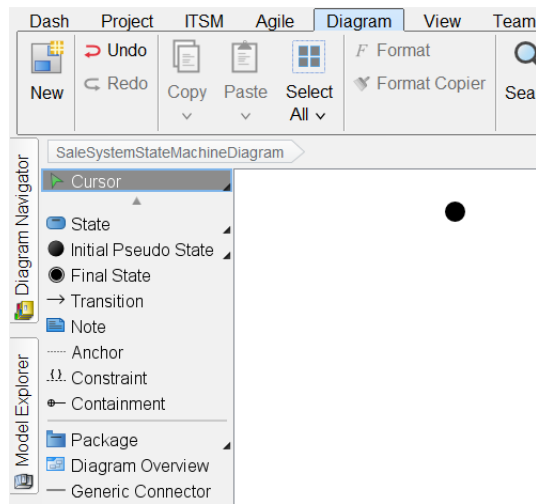 Dash Project ITSM Agile Diagram View Team
New
Undo
Redo
Copy
Paste
Select
All
F Format
Format Copier
Sea
SaleSystemStateMachineDiagram
Diagram Navigator
Model Explorer
Cursor
State
Initial Pseudo State
Final State
Transition
Note
Anchor
Constraint
Containment
Package
Diagram Overview
Generic Connector